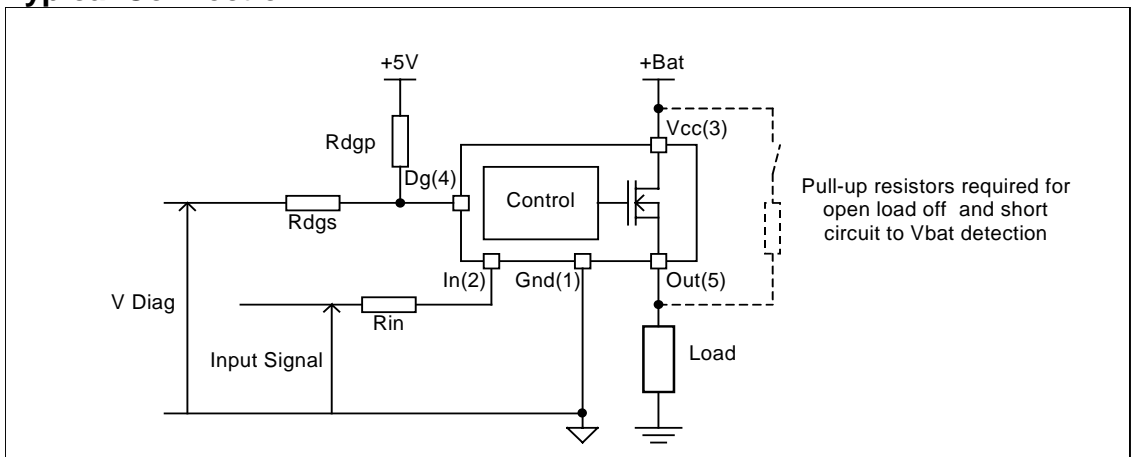 +5V
+Bat
Rdgp
Vcc(3)
Dg(4)
Control
Pull-up resistors required for
open load off and short
circuit to Vbat detection
Rdgs
In(2)
Gnd(1)
Out(5)
V Diag
Rin
Input Signal
Load